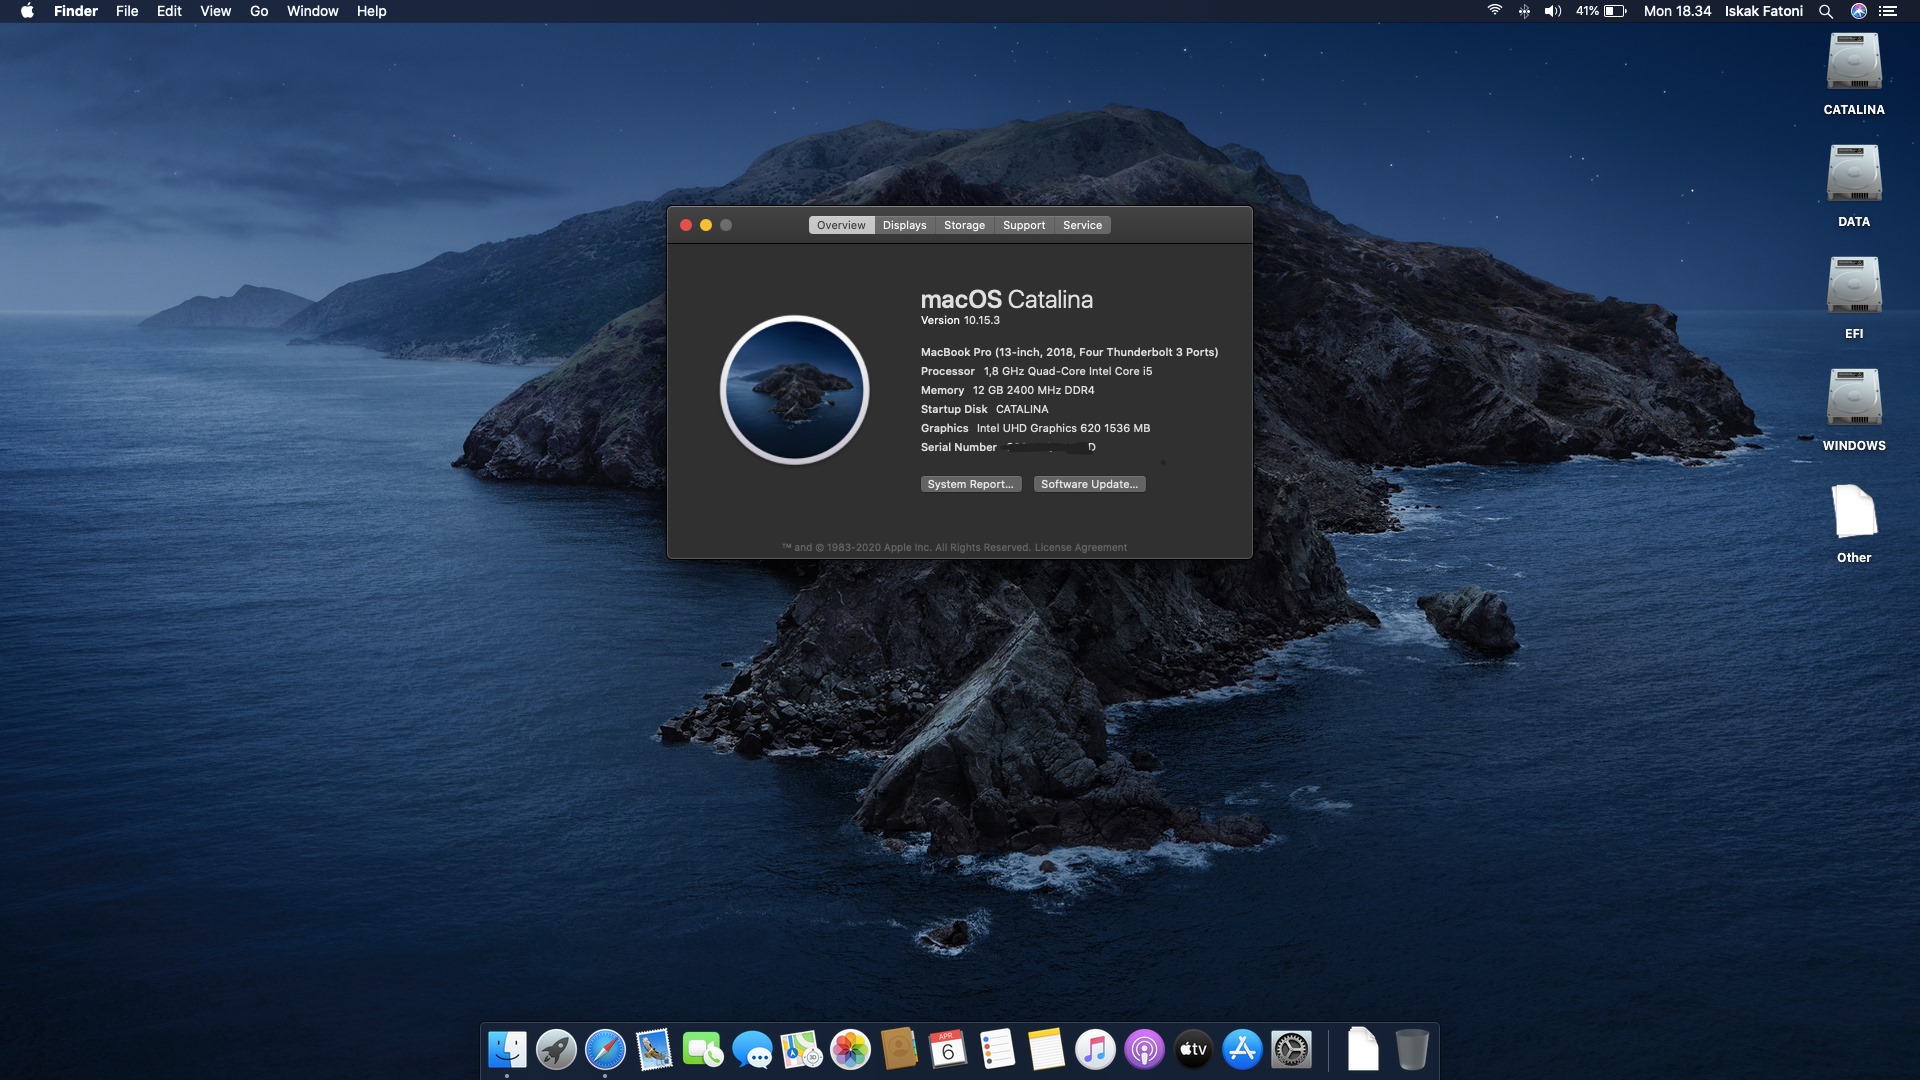 Finder File Edit View Go Window Help
41% Mon 18.34 Iskak Fatoni
CATALINA
DATA
EFI
WINDOWS
Other
Overview Displays Storage Support Service
macOS Catalina
Version 10.15.3
MacBook Pro (13-inch, 2018, Four Thunderbolt 3 Ports)
Processor 1,8 GHz Quad-Core Intel Core i5
Memory 12 GB 2400 MHz DDR4
Startup Disk CATALINA
Graphics Intel UHD Graphics 620 1536 MB
Serial Number D
System Report... Software Update...
™ and © 1983-2020 Apple Inc. All Rights Reserved. License Agreement
APR
6
3D
tv